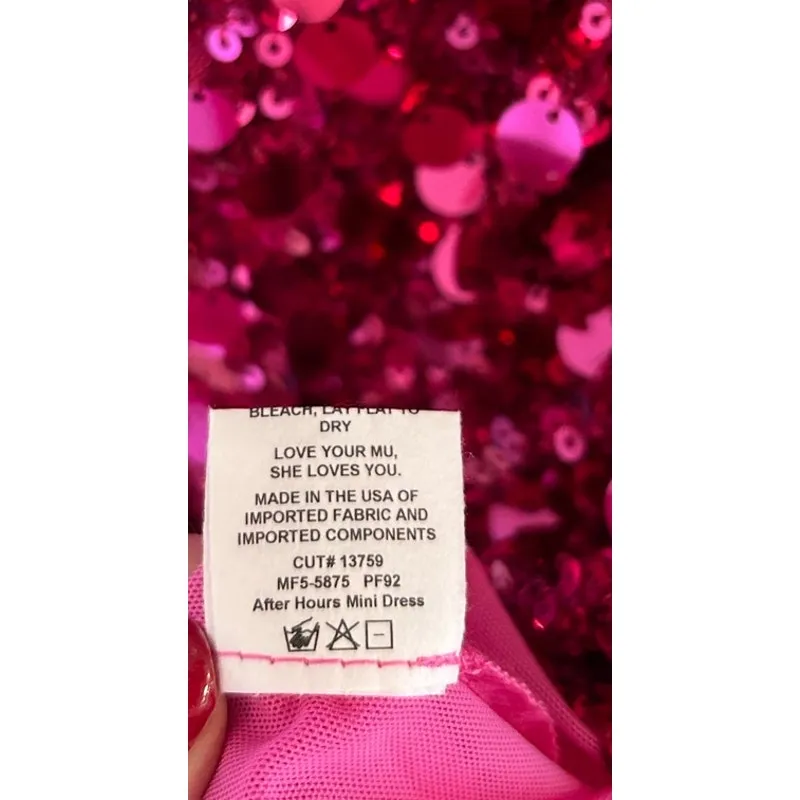 BLEACH, LAY FLAT TO
DRY
LOVE YOUR MU,
SHE LOVES YOU.
MADE IN THE USA OF
IMPORTED FABRIC AND
IMPORTED COMPONENTS
CUT# 13759
MF5-5875 PF92
After Hours Mini Dress